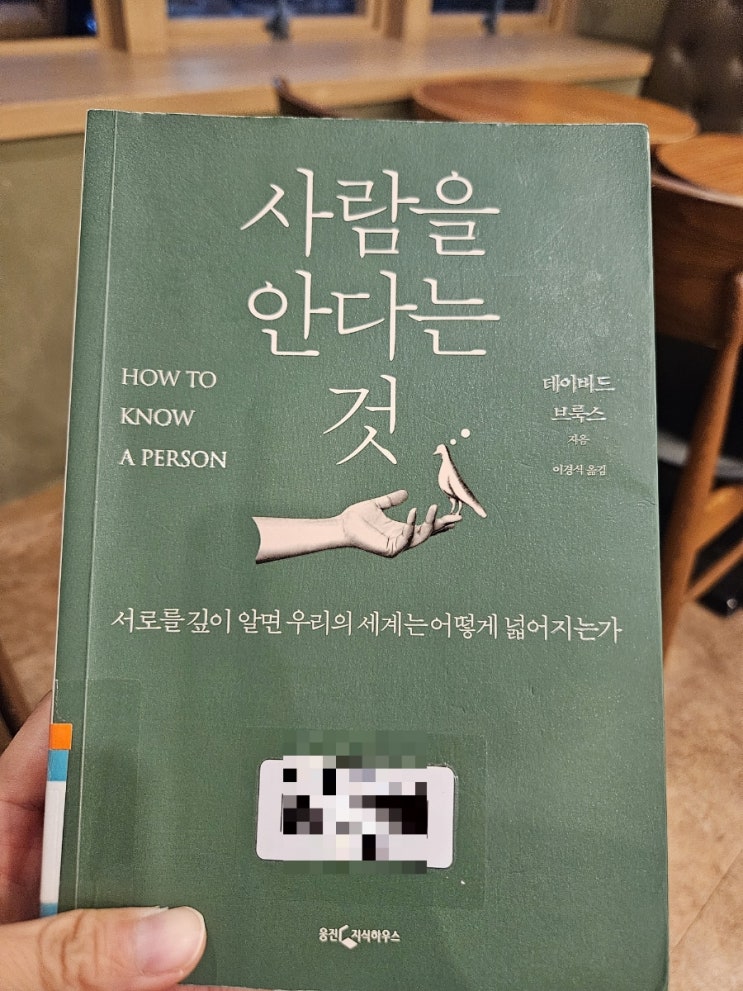 사람을
안다는
것
HOW TO
KNOW
A PERSON
데이비드
브룩스
지음
이경식 옮김
서로를 깊이 알면 우리의 세계는 어떻게 넓어지는가
웅진 지식하우스